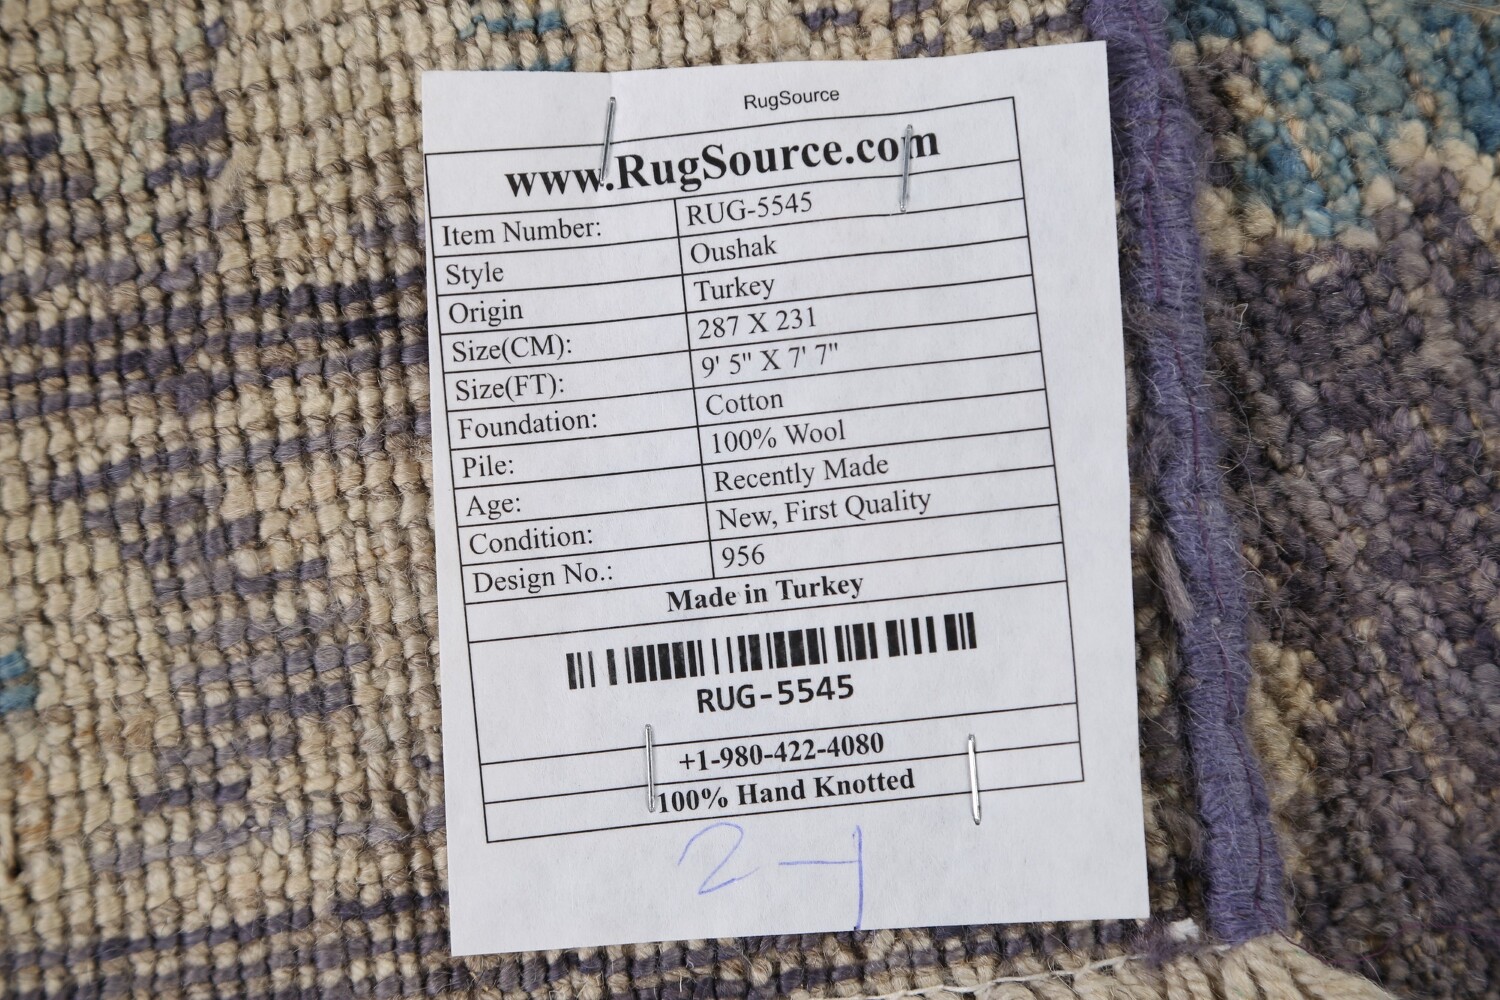 RugSource
www.RugSource.com
Item Number: RUG-5545
Style Oushak
Origin Turkey
Size(CM): 287 X 231
Size(FT): 9' 5" X 7' 7"
Foundation: Cotton
Pile: 100% Wool
Age: Recently Made
Condition: New, First Quality
Design No.: 956
Made in Turkey
RUG-5545
+1-980-422-4080
100% Hand Knotted